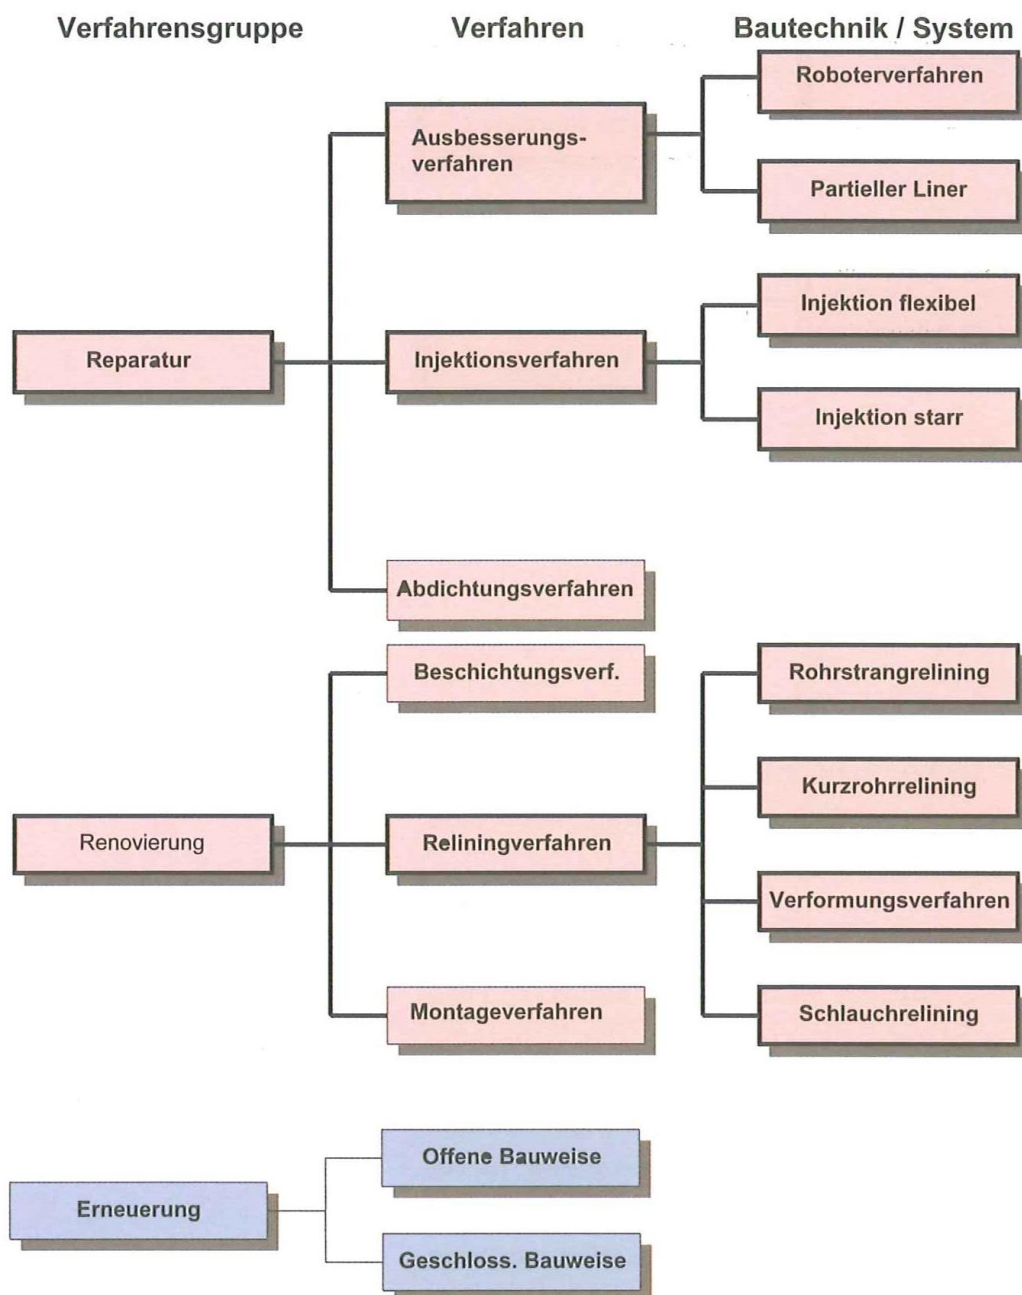 Verfahrensgruppe
Verfahren
Bautechnik / System
Roboterverfahren
Ausbesserungs-
verfahren
Partieller Liner
Injektion flexibel
Reparatur
Injektionsverfahren
Injektion starr
Abdichtungsverfahren
Beschichtungsverf.
Rohrstrangrelining
Kurzrohrrelining
Renovierung
Reliningverfahren
Verformungsverfahren
Montageverfahren
Schlauchrelining
Offene Bauweise
Erneuerung
Geschloss. Bauweise